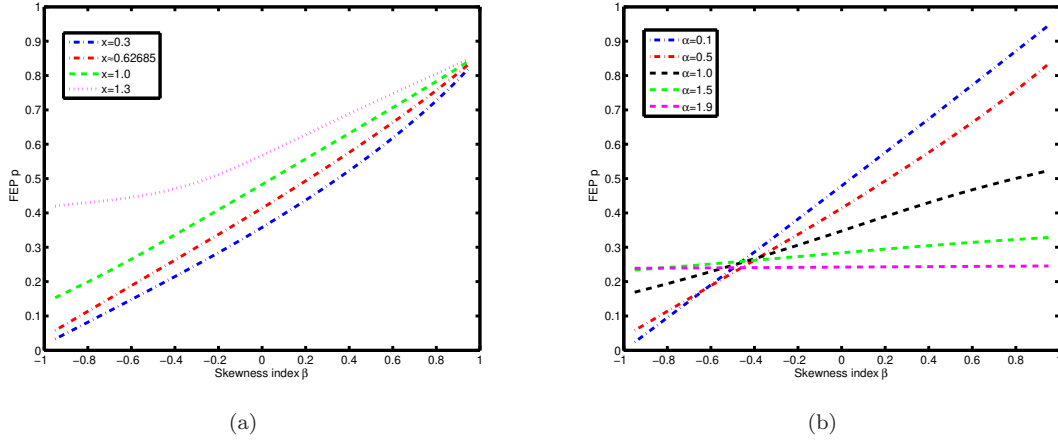 1
0.9
0.8
0.7
0.6
0.5
0.4
0.3
0.2
0.1
0
FEP p
x=0.3
x≈0.62685
x=1.0
x=1.3
−1 −0.8 −0.6 −0.4 −0.2 0 0.2 0.4 0.6 0.8 1
Skewness index β
(a)
1
0.9
0.8
0.7
0.6
0.5
0.4
0.3
0.2
0.1
0
FEP p
α=0.1
α=0.5
α=1.0
α=1.5
α=1.9
−1 −0.8 −0.6 −0.4 −0.2 0 0.2 0.4 0.6 0.8 1
Skewness index β
(b)